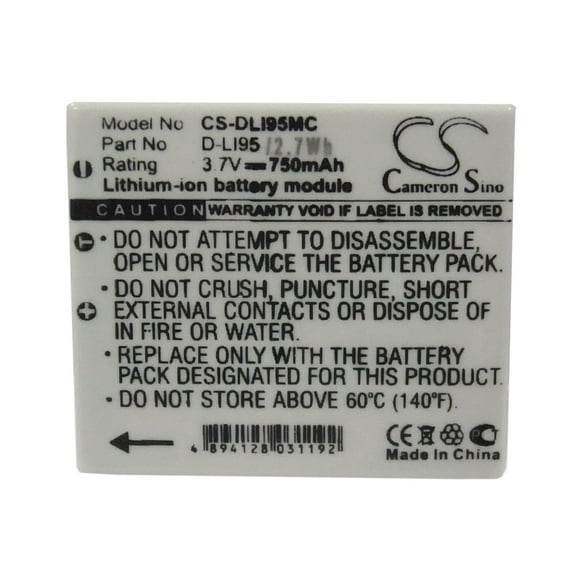 Model No CS-DLI95MC
Part No D-LI95 /2.7Wh
Rating 3.7V 750mAh
Lithium-ion battery module
CS
Cameron Sino
CAUTION WARRANTY VOID IF LABEL IS REMOVED
• DO NOT ATTEMPT TO DISASSEMBLE,
OPEN OR SERVICE THE BATTERY PACK.
• DO NOT CRUSH, PUNCTURE, SHORT
EXTERNAL CONTACTS OR DISPOSE OF
IN FIRE OR WATER.
• REPLACE ONLY WITH THE BATTERY
PACK DESIGNATED FOR THIS PRODUCT.
• DO NOT STORE ABOVE 60°C (140°F).
4 894128 031192
CE
Made In China